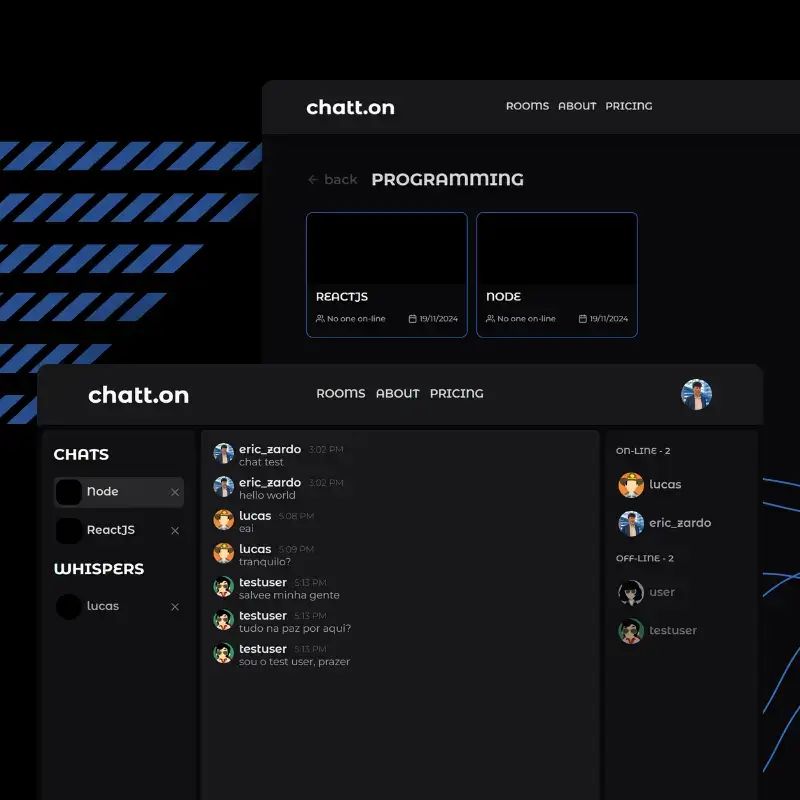 chatt.on
ROOMS ABOUT PRICING
back PROGRAMMING
REACTJS
No one on-line 19/11/2024
NODE
No one on-line 19/11/2024
chatt.on
ROOMS ABOUT PRICING
CHATS
Node
ReactJS
WHISPERS
lucas
eric_zardo 3:02 PM
chat test
eric_zardo 3:02 PM
hello world
lucas 5:08 PM
eai
lucas 5:09 PM
tranquilo?
testuser 5:13 PM
salvee minha gente
testuser 5:13 PM
tudo na paz por aqui?
testuser 5:13 PM
sou o test user, prazer
ON-LINE - 2
lucas
eric_zardo
OFF-LINE - 2
user
testuser